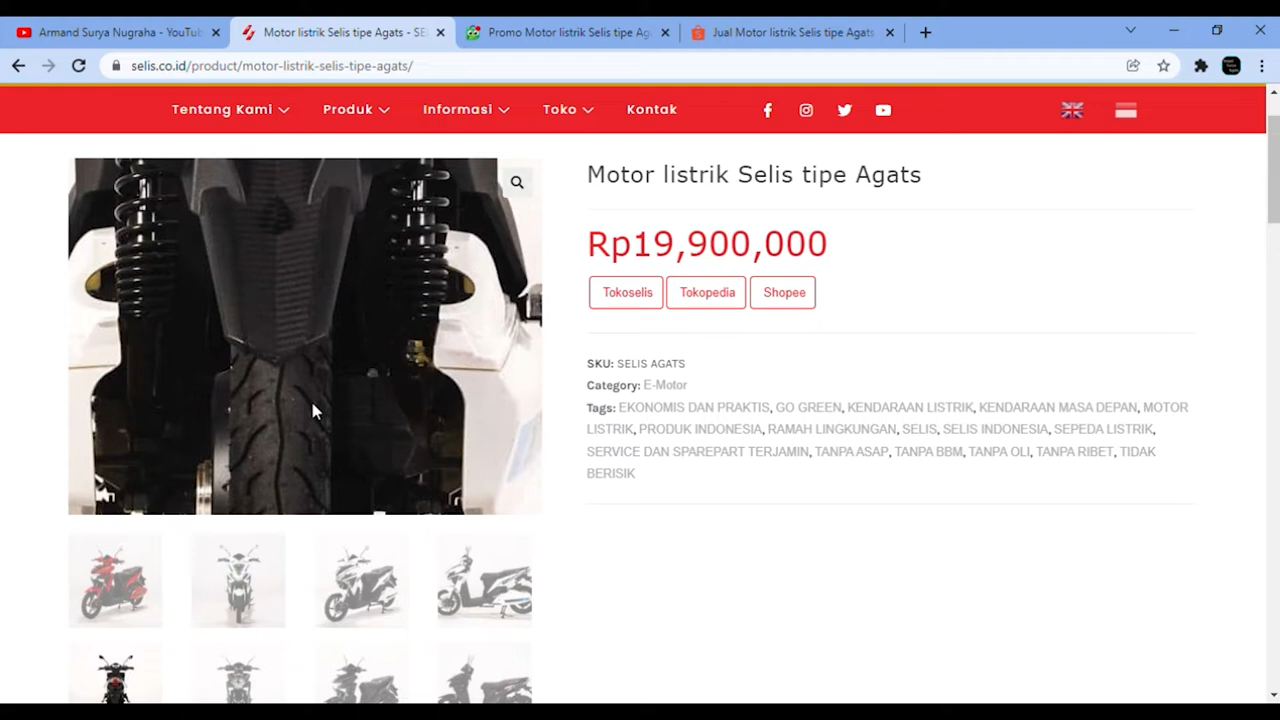 Armand Surya Nugraha - YouTub
Motor listrik Selis tipe Agats - SE
Promo Motor listrik Selis tipe Ag
Jual Motor listrik Selis tipe Agats
selis.co.id/product/motor-listrik-selis-tipe-agats/
Tentang Kami Produk Informasi Toko Kontak
Motor listrik Selis tipe Agats
Rp19,900,000
Tokoselis Tokopedia Shopee
SKU: SELIS AGATS
Category: E-Motor
Tags: EKONOMIS DAN PRAKTIS, GO GREEN, KENDARAAN LISTRIK, KENDARAAN MASA DEPAN, MOTOR
LISTRIK, PRODUK INDONESIA, RAMAH LINGKUNGAN, SELIS, SELIS INDONESIA, SEPEDA LISTRIK,
SERVICE DAN SPAREPART TERJAMIN, TANPA ASAP, TANPA BBM, TANPA OLI, TANPA RIBET, TIDAK
BERISIK